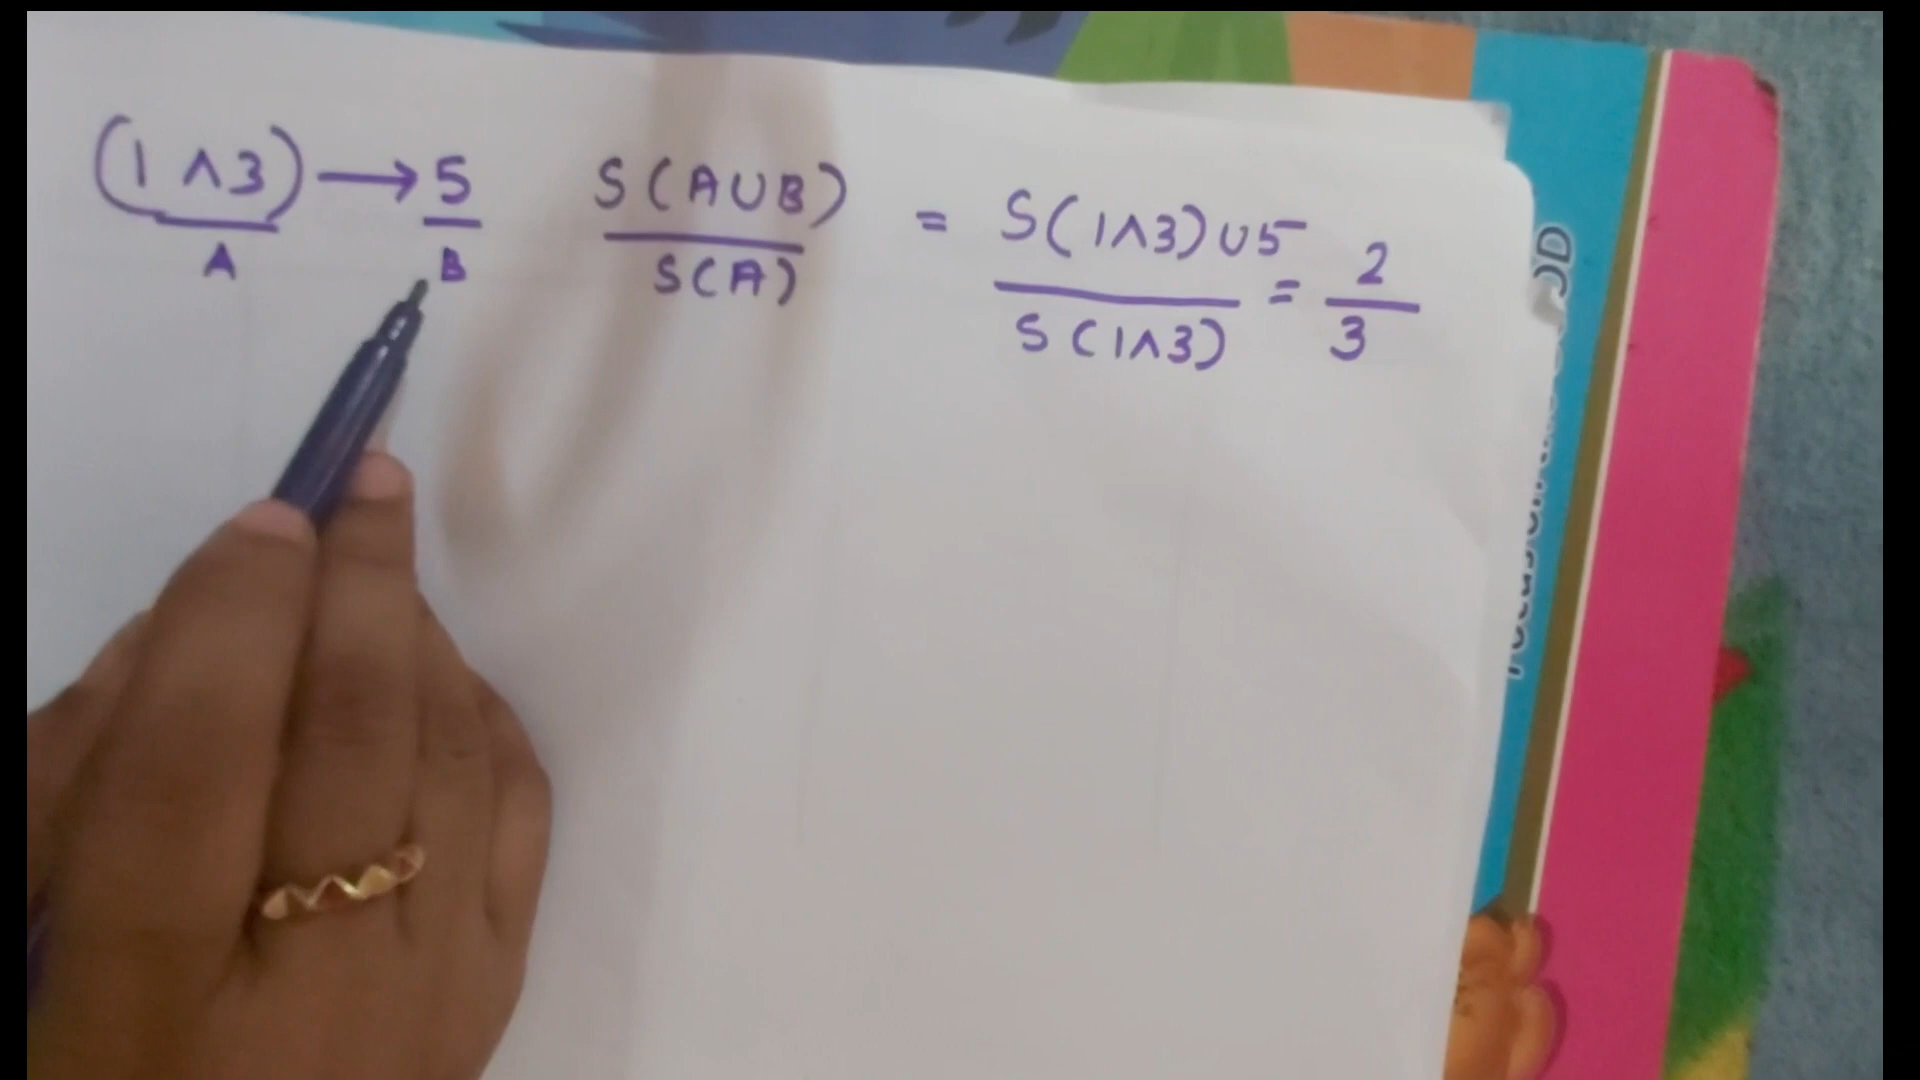 (1 ∧ 3) → 5   S(A∪B) = S(1∧3)∪5 = 2
A   B   S(A)   S(1∧3)   3